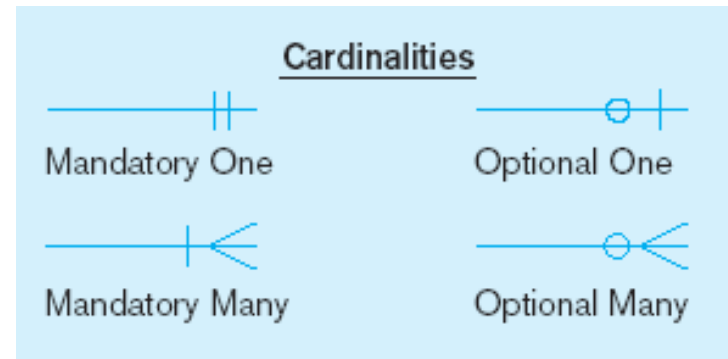 Cardinalities
Mandatory One
Optional One
Mandatory Many
Optional Many